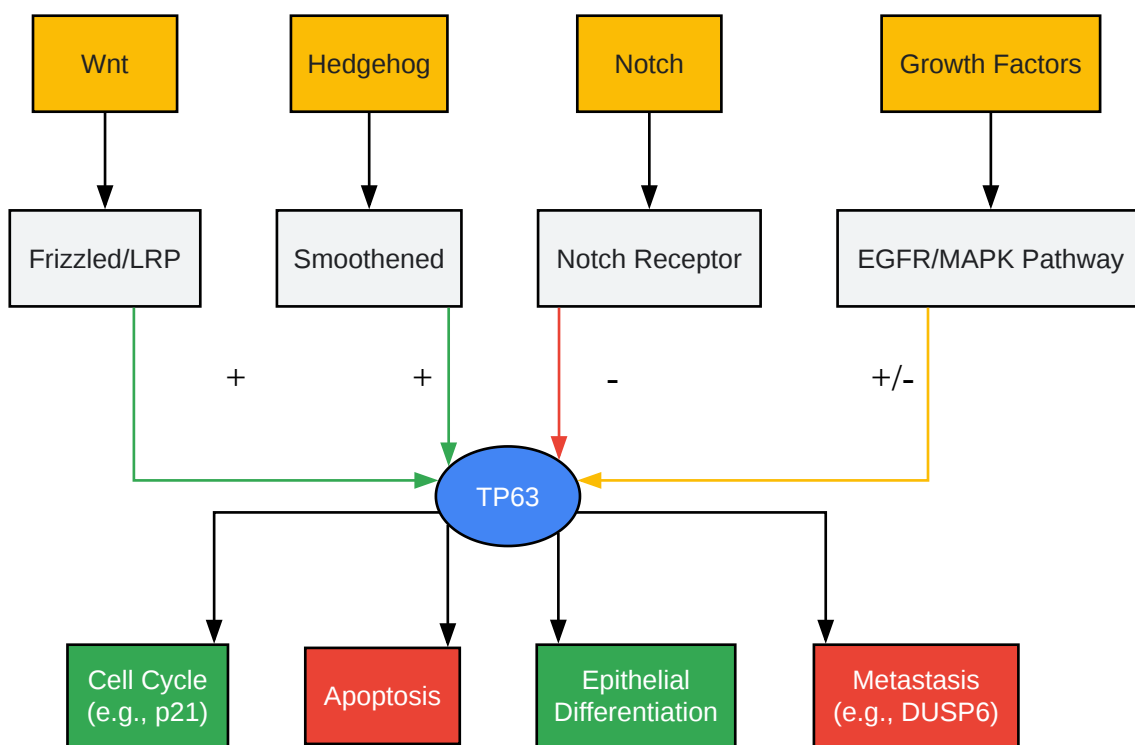 Wnt
Hedgehog
Notch
Growth Factors
Frizzled/LRP
Smoothened
Notch Receptor
EGFR/MAPK Pathway
+
+
-
+/-
TP63
Cell Cycle
(e.g., p21)
Apoptosis
Epithelial
Differentiation
Metastasis
(e.g., DUSP6)